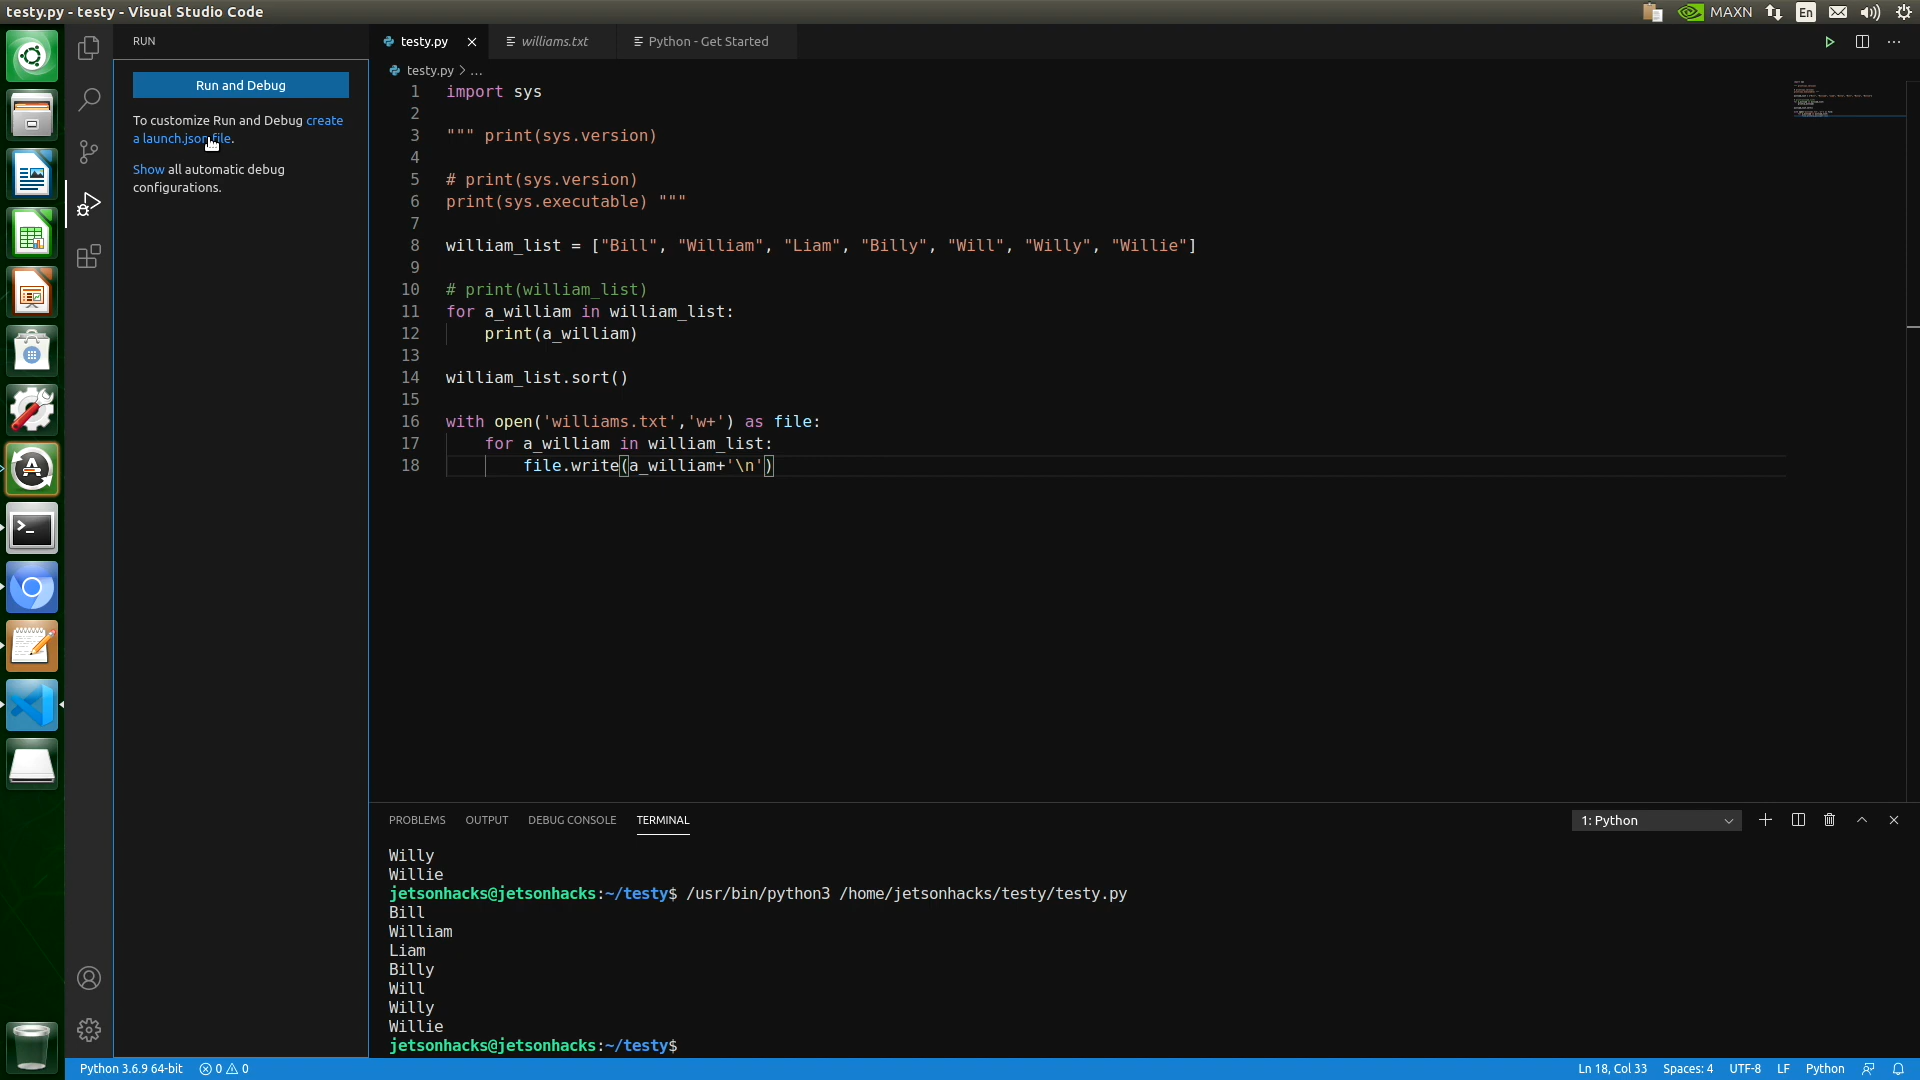 testy.py - testy - Visual Studio Code
MAXN
En
RUN
Run and Debug
To customize Run and Debug create
a launch.json file.
Show all automatic debug
configurations.
testy.py
williams.txt
Python - Get Started
testy.py > ...
1 import sys
2
3 """ print(sys.version)
4
5 # print(sys.version)
6 print(sys.executable) """
7
8 william_list = ["Bill", "William", "Liam", "Billy", "Will", "Willy", "Willie"]
9
10 # print(william_list)
11 for a_william in william_list:
12 print(a_william)
13
14 william_list.sort()
15
16 with open('williams.txt','w+') as file:
17 for a_william in william_list:
18 file.write(a_william+'\n')
PROBLEMS OUTPUT DEBUG CONSOLE TERMINAL
1: Python
Willy
Willie
jetsonhacks@jetsonhacks:~/testy$ /usr/bin/python3 /home/jetsonhacks/testy/testy.py
Bill
William
Liam
Billy
Will
Willy
Willie
jetsonhacks@jetsonhacks:~/testy$
Python 3.6.9 64-bit 0 0
Ln 18, Col 33 Spaces: 4 UTF-8 LF Python